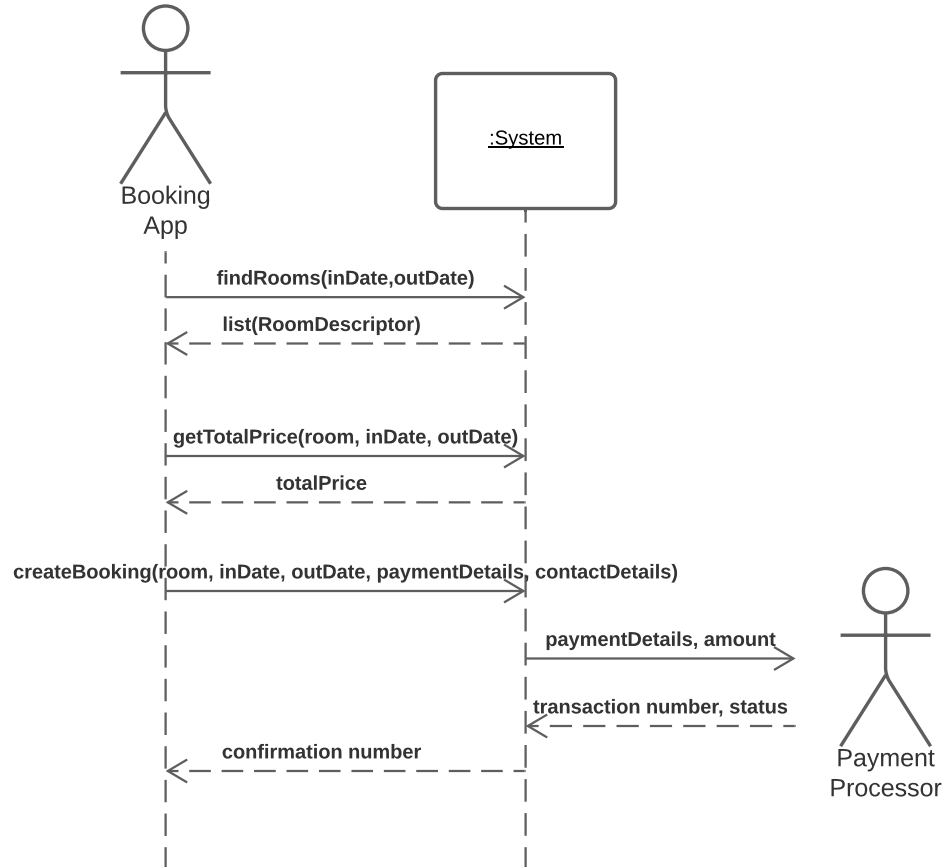 Booking
App
:System
findRooms(inDate,outDate)
list(RoomDescriptor)
getTotalPrice(room, inDate, outDate)
totalPrice
createBooking(room, inDate, outDate, paymentDetails, contactDetails)
paymentDetails, amount
transaction number, status
confirmation number
Payment
Processor